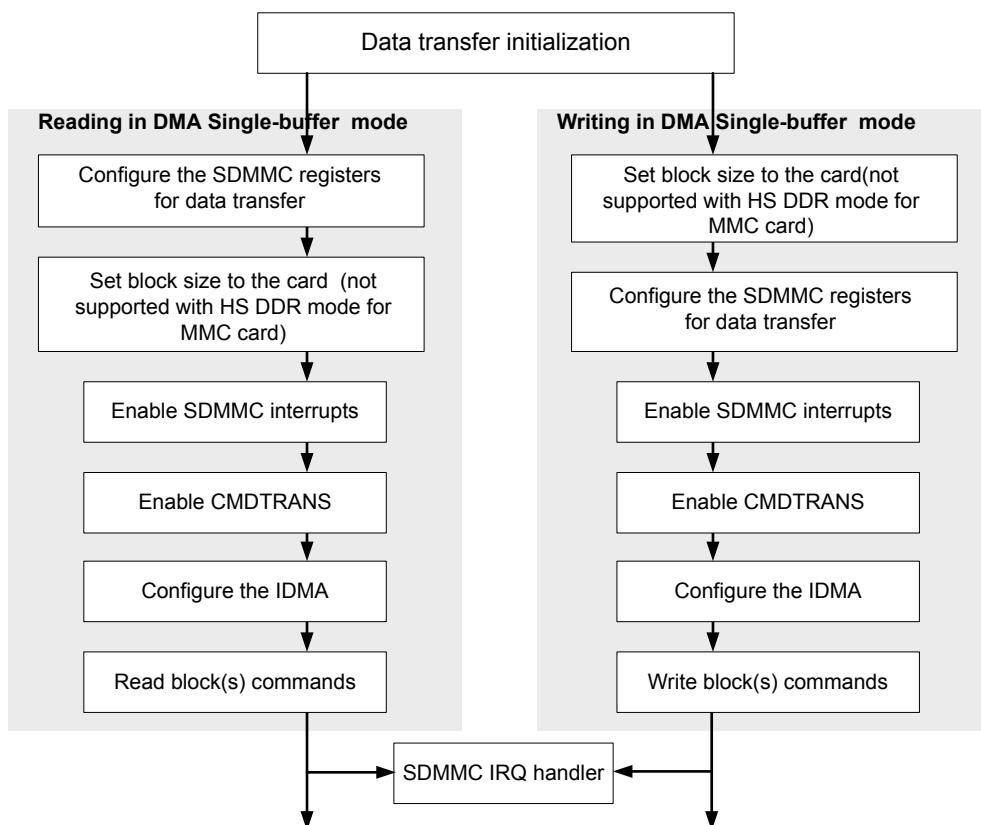 Data transfer initialization
Reading in DMA Single-buffer mode
Configure the SDMMC registers
for data transfer
Set block size to the card (not
supported with HS DDR mode for
MMC card)
Enable SDMMC interrupts
Enable CMDTRANS
Configure the IDMA
Read block(s) commands
Writing in DMA Single-buffer mode
Set block size to the card(not
supported with HS DDR mode for
MMC card)
Configure the SDMMC registers
for data transfer
Enable SDMMC interrupts
Enable CMDTRANS
Configure the IDMA
Write block(s) commands
SDMMC IRQ handler